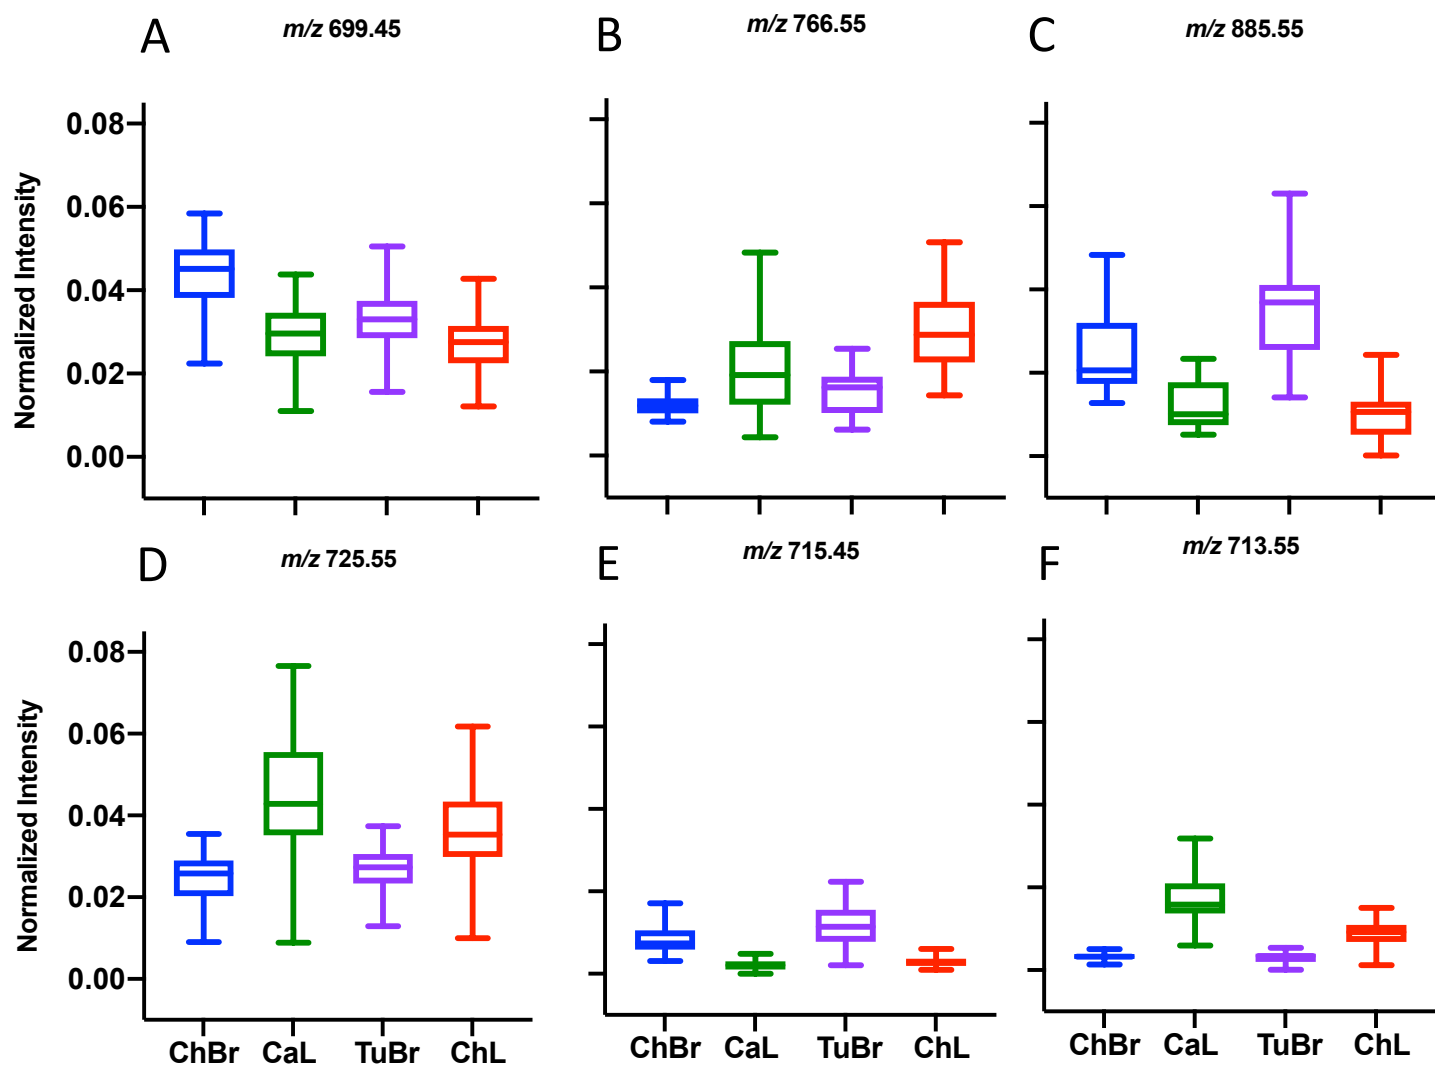 A
m/z 699.45
B
m/z 766.55
C
m/z 885.55
Normalized Intensity
0.08
0.06
0.04
0.02
0.00
D
m/z 725.55
E
m/z 715.45
F
m/z 713.55
Normalized Intensity
0.08
0.06
0.04
0.02
0.00
ChBr CaL TuBr ChL
ChBr CaL TuBr ChL
ChBr CaL TuBr ChL